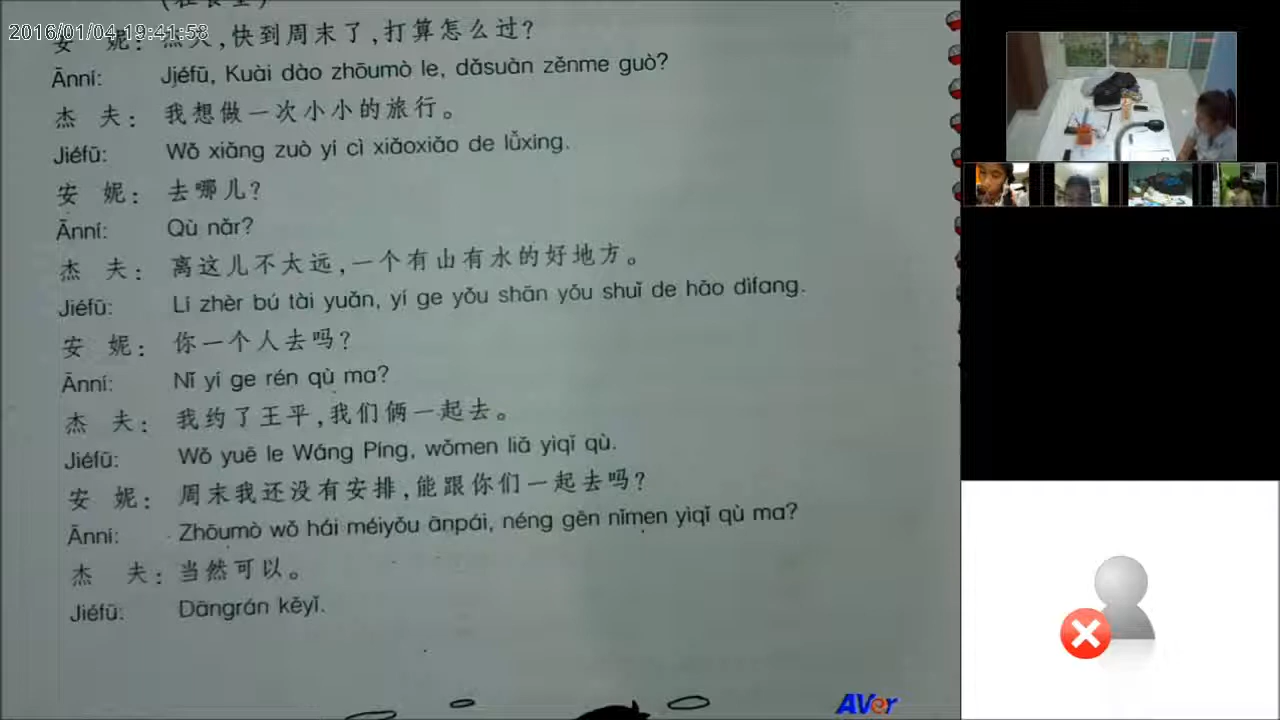 2016/01/04 19:41:58
安 妮：杰夫，快到周末了，打算怎么过？
Ānní: Jjéfū, Kuài dào zhōumò le, dǎsuàn zěnme guò?
杰 夫：我想做一次小小的旅行。
Jiéfū: Wǒ xiǎng zuò yí cì xiǎoxiǎo de lǚxíng.
安 妮：去哪儿？
Ānní: Qù nǎr?
杰 夫：离这儿不太远，一个有山有水的好地方。
Jiéfū: Lí zhèr bú tài yuǎn, yí ge yǒu shān yǒu shuǐ de hǎo dìfang.
安 妮：你一个人去吗？
Ānní: Nǐ yí ge rén qù ma?
杰 夫：我约了王平，我们俩一起去。
Jiéfū: Wǒ yuē le Wáng Píng, wǒmen liǎ yìqǐ qù.
安 妮：周末我还没有安排，能跟你们一起去吗？
Ānní: Zhōumò wǒ hái méiyǒu ānpái, néng gēn nǐmen yìqǐ qù ma?
杰 夫：当然可以。
Jiéfū: Dāngrán kěyǐ.
AVer